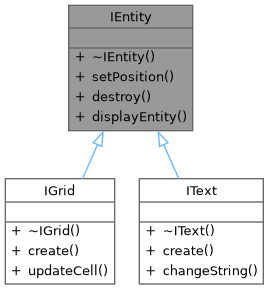 IEntity
+ ~IEntity()
+ setPosition()
+ destroy()
+ displayEntity()
IGrid
+ ~IGrid()
+ create()
+ updateCell()
IText
+ ~IText()
+ create()
+ changeString()